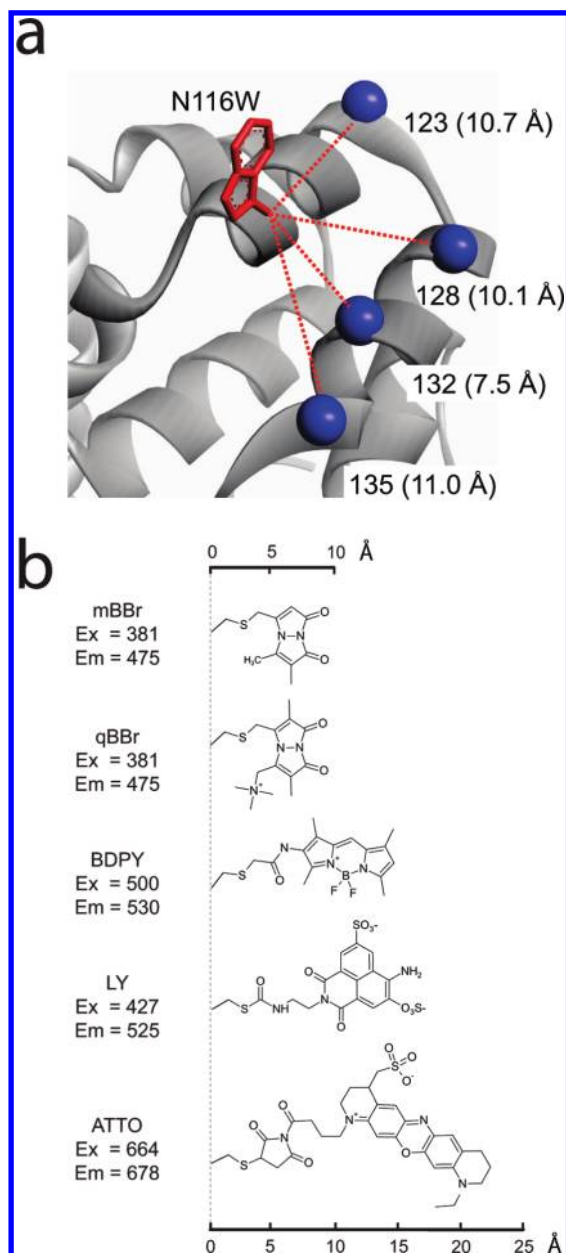 a
N116W
123 (10.7 Å)
128 (10.1 Å)
132 (7.5 Å)
135 (11.0 Å)
b
0 5 10 Å
mBBr
Ex = 381
Em = 475
S
O
N-N
H₃C
O
qBBr
Ex = 381
Em = 475
S
O
N-N
O
N⁺
BDPY
Ex = 500
Em = 530
N
S
O
N⁺
B
N
F
F
LY
Ex = 427
Em = 525
SO₃-
O
O
NH₂
S
NH
N
O
O₃S-
ATTO
Ex = 664
Em = 678
O
S
O
O⁻
O
O
N
N⁺
N
S
O
O
N
0 5 10 15 20 25 Å